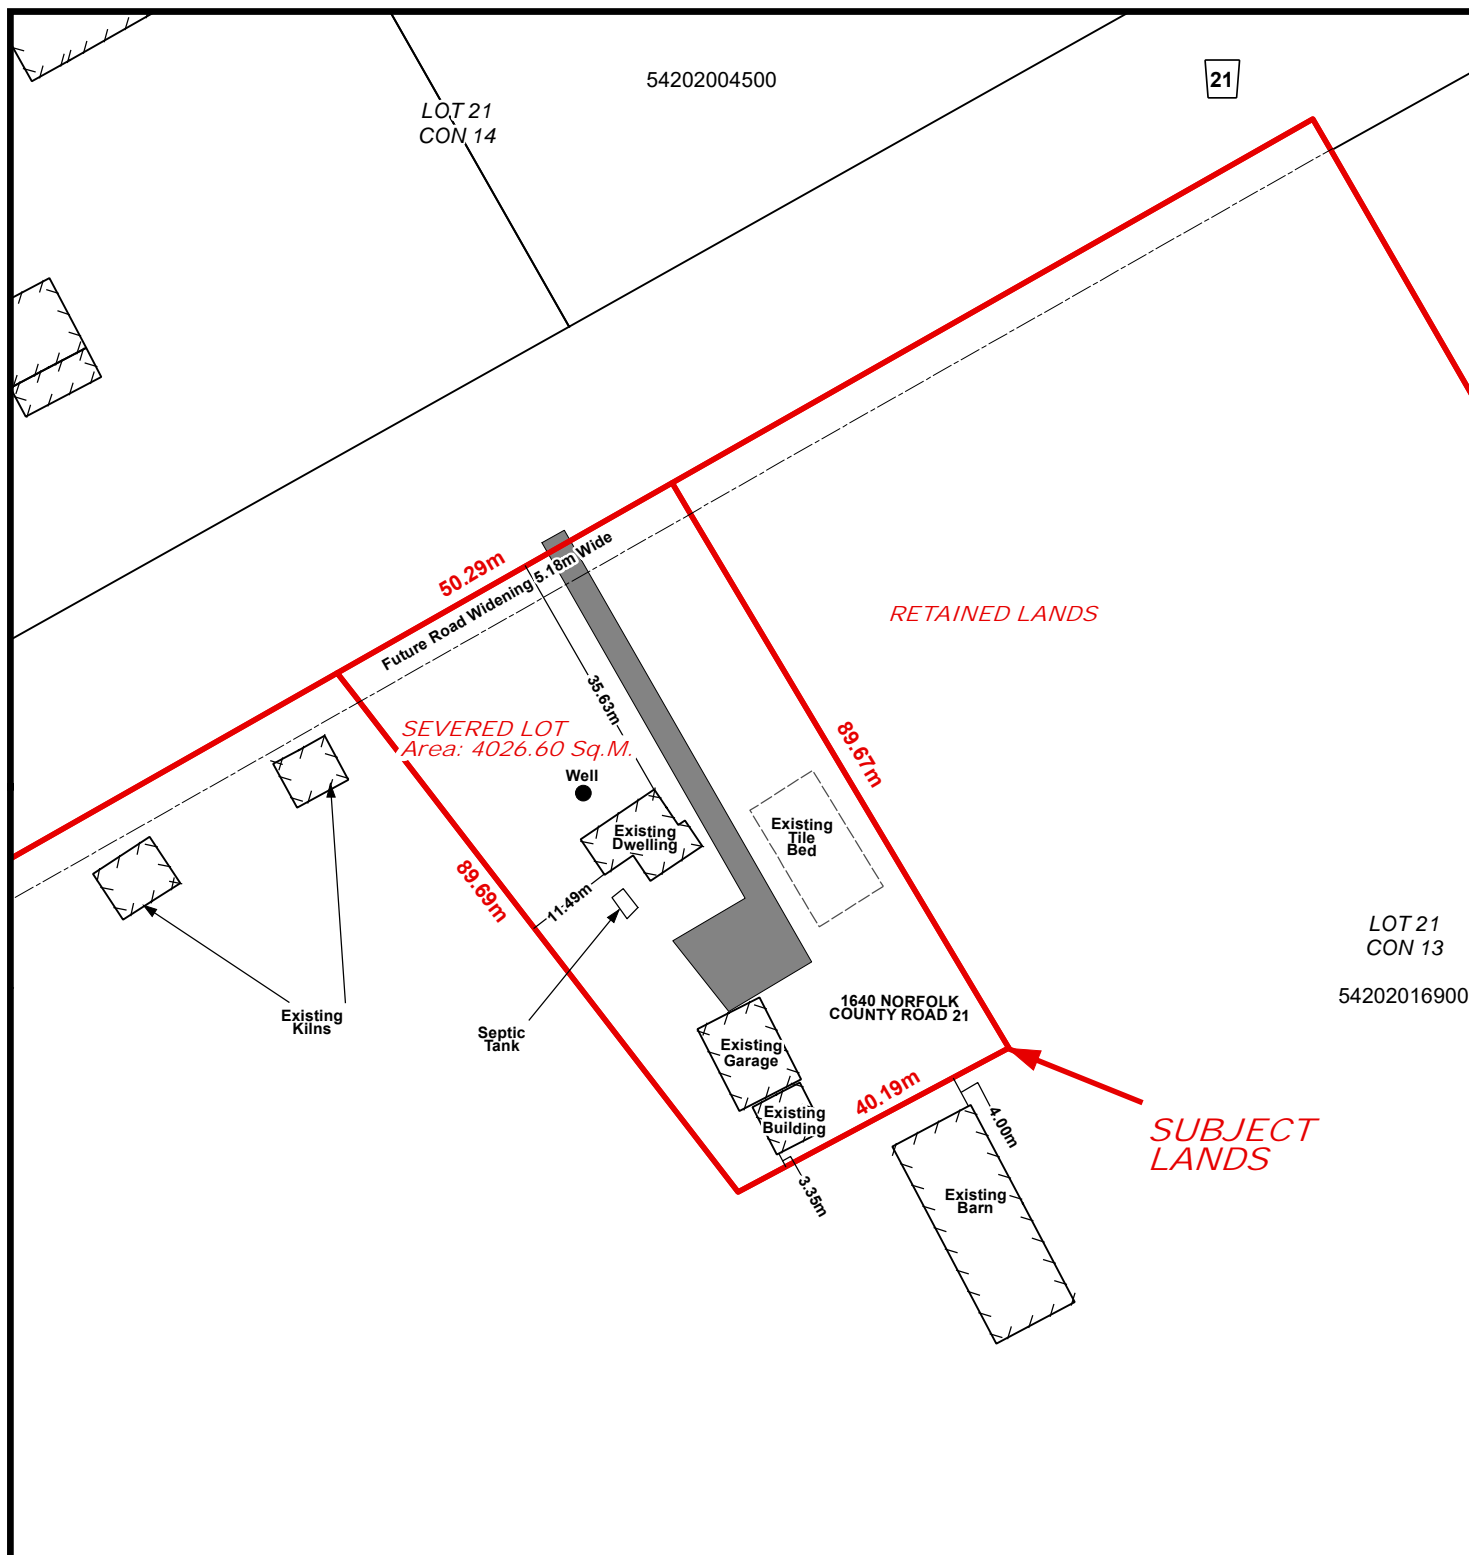 54202004500
21
LOT 21
CON 14
50.29m
Future Road Widening 5.18m Wide
RETAINED LANDS
35.63m
SEVERED LOT
Area: 4026.60 Sq.M.
89.67m
Well
Existing
Dwelling
Existing
Tile
Bed
89.69m
11.49m
LOT 21
CON 13
54202016900
Existing
Kilns
Septic
Tank
1640 NORFOLK
COUNTY ROAD 21
Existing
Garage
40.19m
Existing
Building
4.00m
SUBJECT
LANDS
3.35m
Existing
Barn